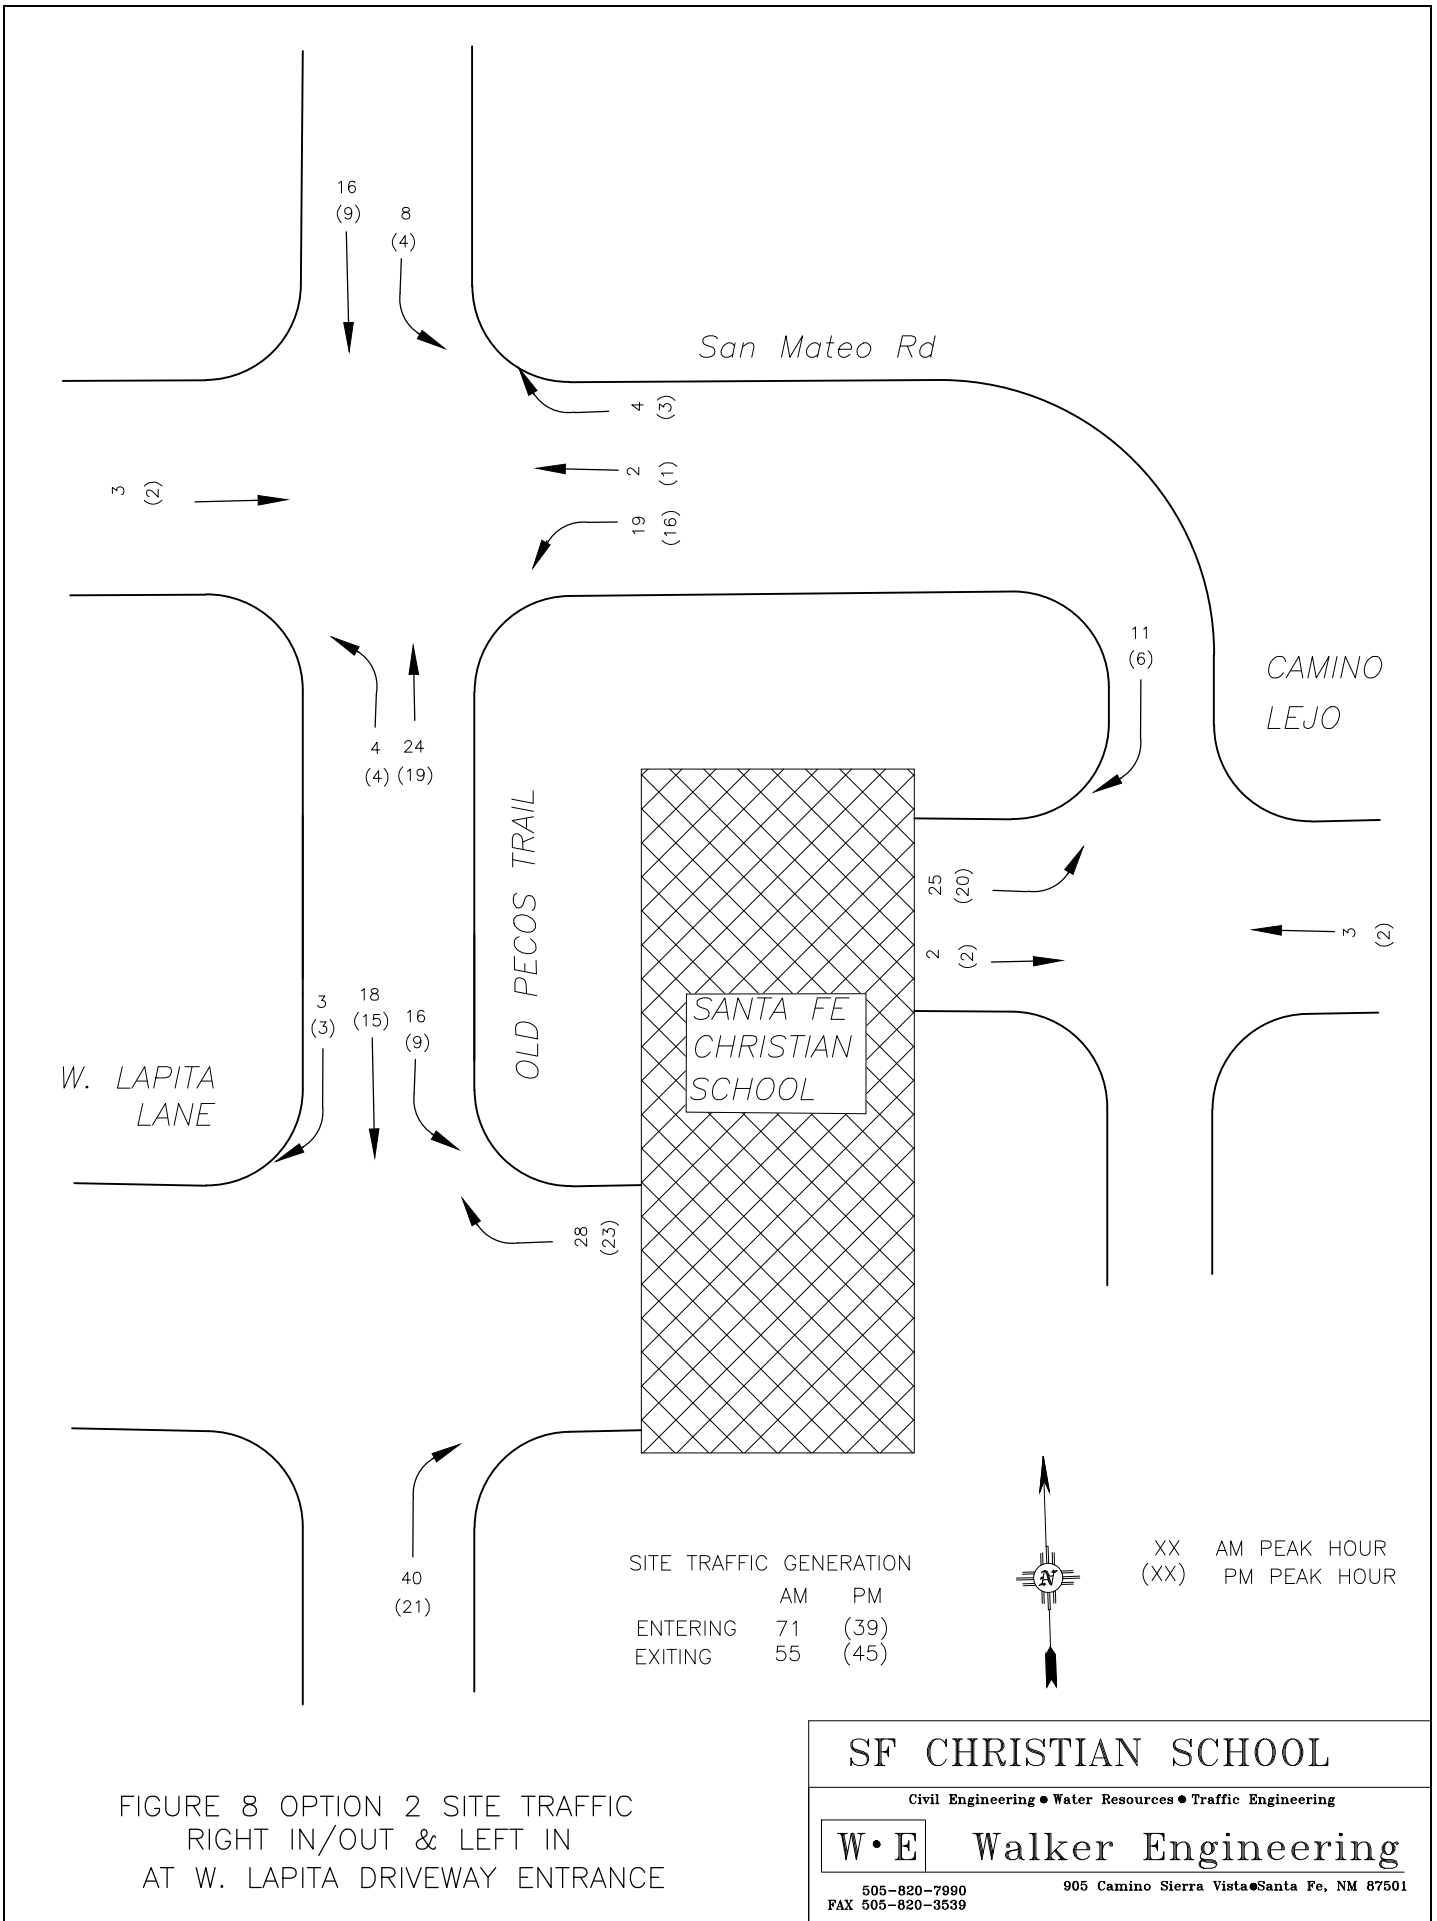 16
(9)
8
(4)
San Mateo Rd
4 (3)
2 (1)
3 (2)
19 (16)
11
(6)
CAMINO
LEJO
4 24
(4) (19)
OLD PECOS TRAIL
25 (20)
3 (2)
2 (2)
3
(3)
18
(15)
16
(9)
SANTA FE
CHRISTIAN
SCHOOL
W. LAPITA
LANE
28 (23)
40
(21)
SITE TRAFFIC GENERATION
AM PM
ENTERING 71 (39)
EXITING 55 (45)
N
XX AM PEAK HOUR
(XX) PM PEAK HOUR
FIGURE 8 OPTION 2 SITE TRAFFIC
RIGHT IN/OUT & LEFT IN
AT W. LAPITA DRIVEWAY ENTRANCE
SF CHRISTIAN SCHOOL
Civil Engineering • Water Resources • Traffic Engineering
W•E Walker Engineering
505-820-7990
FAX 505-820-3539
905 Camino Sierra Vista•Santa Fe, NM 87501